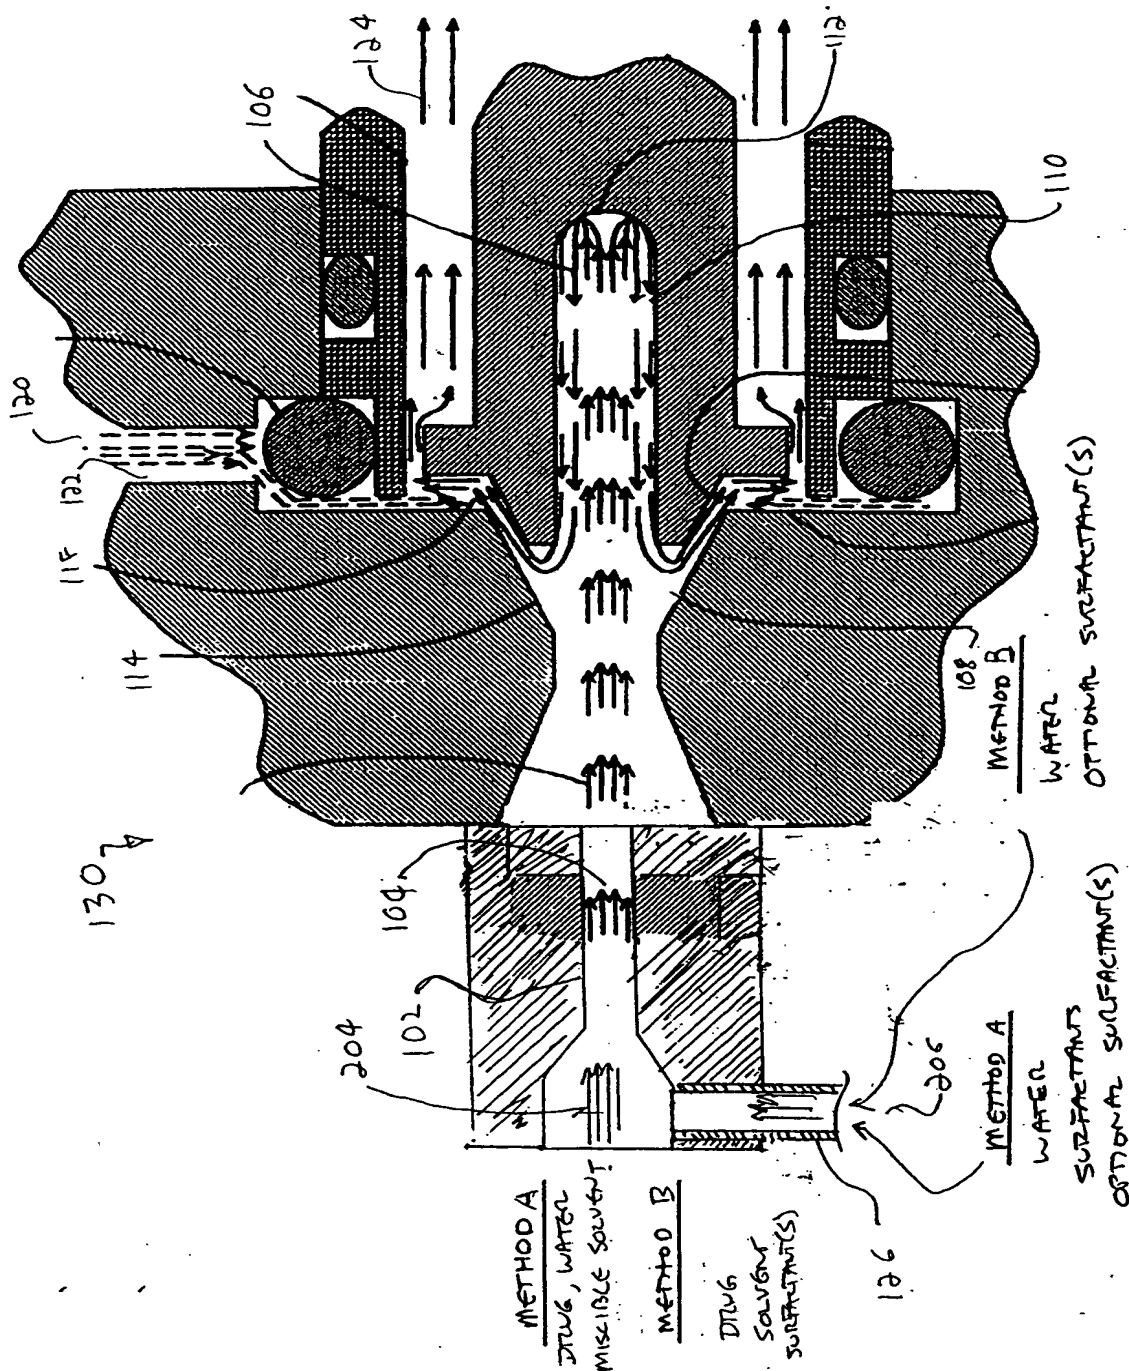 130
120
122
118
114
106
124
112
110
108
104
102
204
METHOD A
DRUG, WATER
MISCIBLE SOLVENT
METHOD B
DRUG
SOLVENT
SURFACTANT(S)
126
206
METHOD A
WATER
SURFACTANTS
OPTIONAL SURFACTANT(S)
METHOD B
WATER
OPTIONAL SURFACTANT(S)